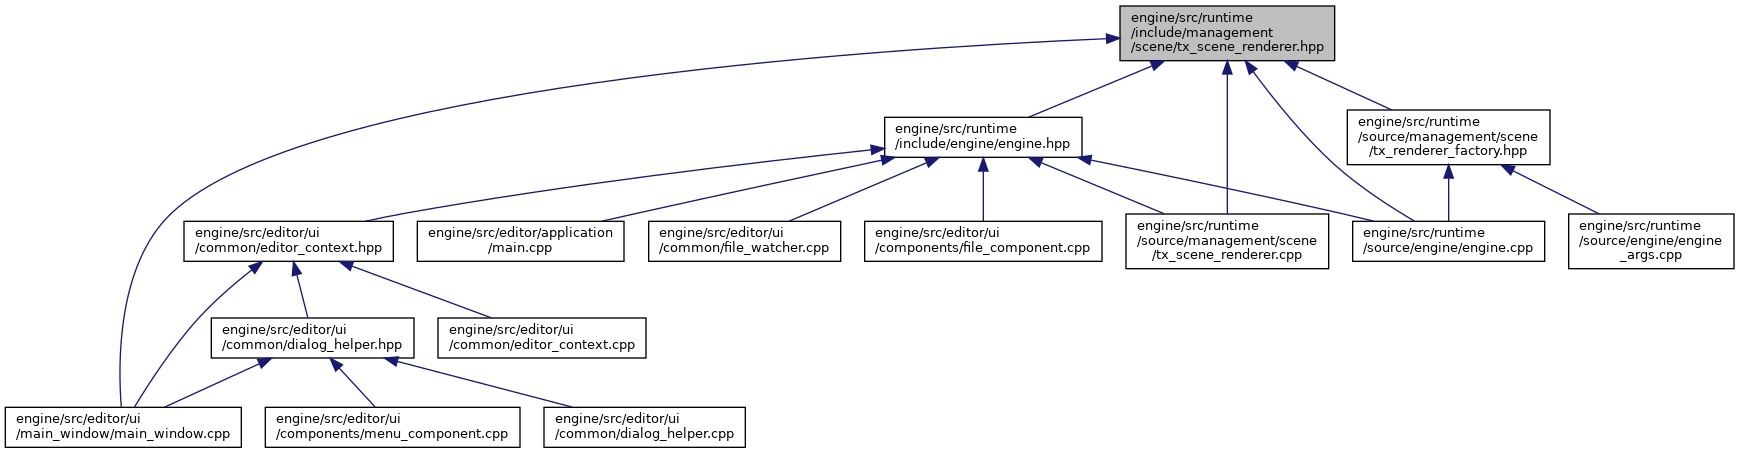 engine/src/runtime
/include/management
/scene/tx_scene_renderer.hpp
engine/src/runtime
/include/engine/engine.hpp
engine/src/runtime
/source/management/scene
/tx_renderer_factory.hpp
engine/src/editor/ui
/common/editor_context.hpp
engine/src/editor/application
/main.cpp
engine/src/editor/ui
/common/file_watcher.cpp
engine/src/editor/ui
/components/file_component.cpp
engine/src/runtime
/source/management/scene
/tx_scene_renderer.cpp
engine/src/runtime
/source/engine/engine.cpp
engine/src/runtime
/source/engine/engine
_args.cpp
engine/src/editor/ui
/common/dialog_helper.hpp
engine/src/editor/ui
/common/editor_context.cpp
engine/src/editor/ui
/main_window/main_window.cpp
engine/src/editor/ui
/components/menu_component.cpp
engine/src/editor/ui
/common/dialog_helper.cpp